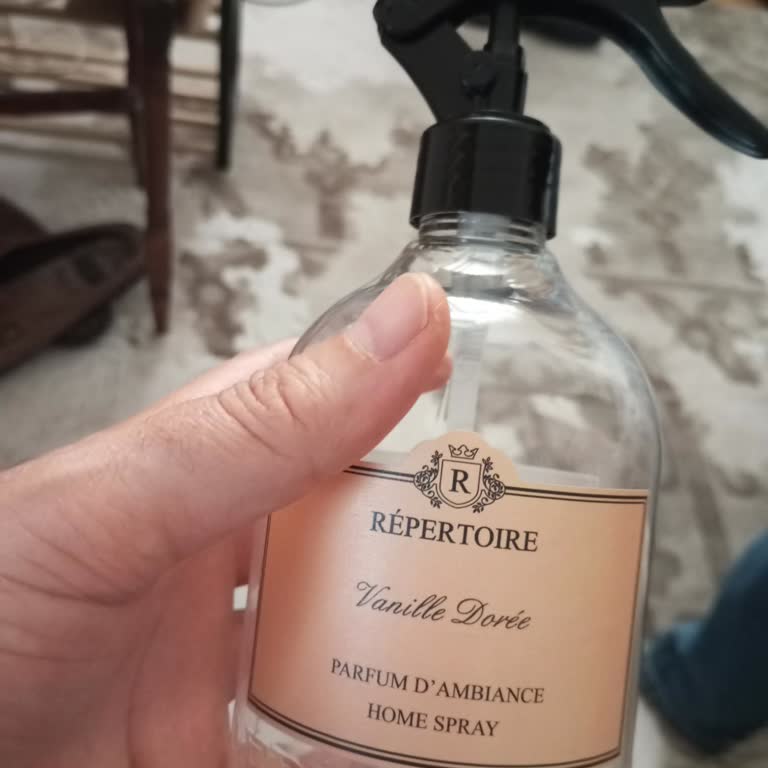 R
RÉPERTOIRE
Vanille Dorée
PARFUM D'AMBIANCE
HOME SPRAY